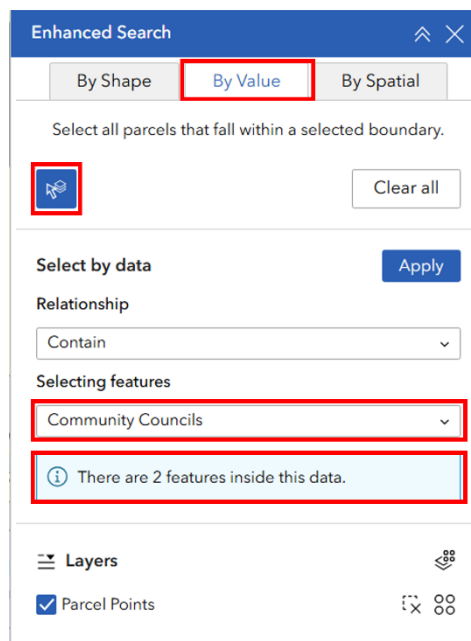 Enhanced Search
By Shape By Value By Spatial
Select all parcels that fall within a selected boundary.
Clear all
Select by data Apply
Relationship
Contain
Selecting features
Community Councils
There are 2 features inside this data.
Layers
Parcel Points